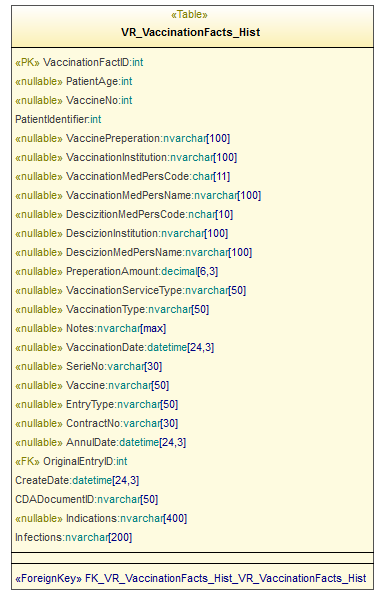 «Table»
VR_VaccinationFacts_Hist
«PK» VaccinationFactID:int
«nullable» PatientAge:int
«nullable» VaccineNo:int
PatientIdentifier:int
«nullable» VaccinePreperation:nvarchar[100]
«nullable» VaccinationInstitution:nvarchar[100]
«nullable» VaccinationMedPersCode:char[11]
«nullable» VaccinationMedPersName:nvarchar[100]
«nullable» DescizitionMedPersCode:nchar[10]
«nullable» DescizionInstitution:nvarchar[100]
«nullable» DescizionMedPersName:nvarchar[100]
«nullable» PreperationAmount:decimal[6,3]
«nullable» VaccinationServiceType:nvarchar[50]
«nullable» VaccinationType:nvarchar[50]
«nullable» Notes:nvarchar[max]
«nullable» VaccinationDate:datetime[24,3]
«nullable» SerieNo:varchar[30]
«nullable» Vaccine:nvarchar[50]
«nullable» EntryType:nvarchar[50]
«nullable» ContractNo:varchar[30]
«nullable» AnnulDate:datetime[24,3]
«FK» OriginalEntryID:int
CreateDate:datetime[24,3]
CDADocumentID:nvarchar[50]
«nullable» Indications:nvarchar[400]
Infections:nvarchar[200]
«ForeignKey» FK_VR_VaccinationFacts_Hist_VR_VaccinationFacts_Hist